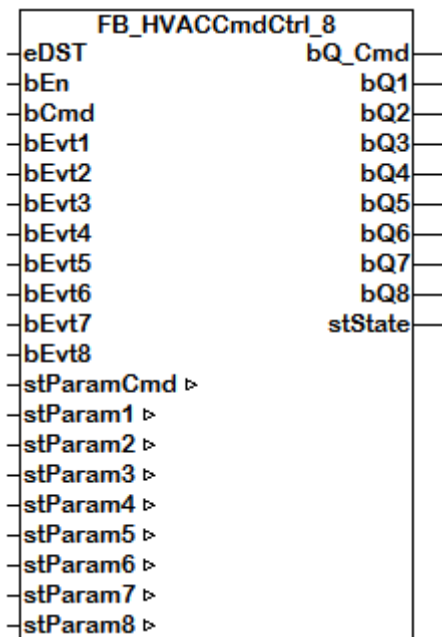 FB_HVACCmdCtrl_8
eDST bQ_Cmd
bEn bQ1
bCmd bQ2
bEvt1 bQ3
bEvt2 bQ4
bEvt3 bQ5
bEvt4 bQ6
bEvt5 bQ7
bEvt6 bQ8
bEvt7 stState
bEvt8
stParamCmd ▹
stParam1 ▹
stParam2 ▹
stParam3 ▹
stParam4 ▹
stParam5 ▹
stParam6 ▹
stParam7 ▹
stParam8 ▹